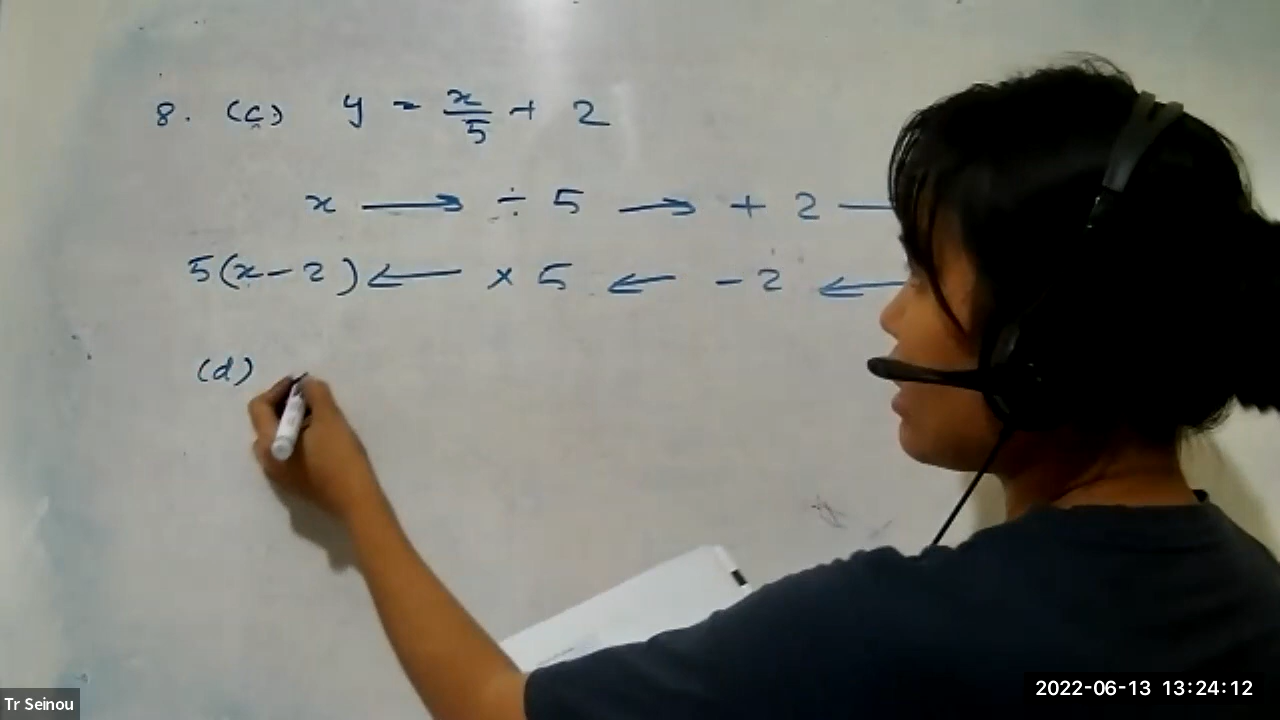 8. (c) y = x/5 + 2
x → ÷ 5 → + 2 —
5(x - 2) ← × 5 ← - 2 ←
(d)
Tr Seinou
2022-06-13 13:24:12